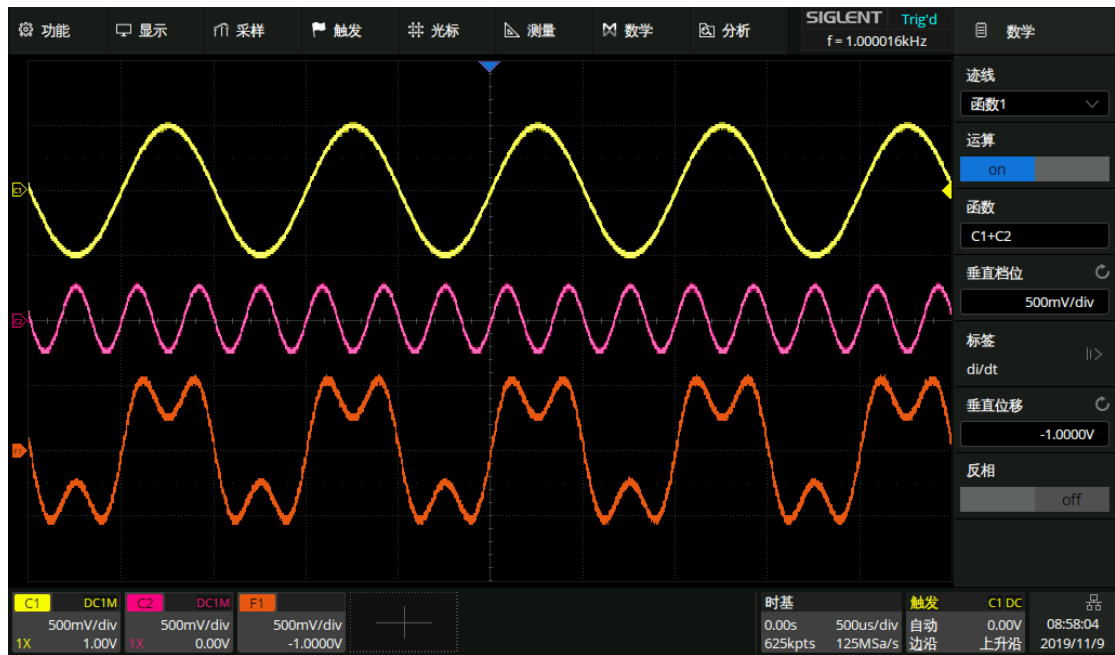 功能 显示 采样 触发 光标 测量 数学 分析
SIGLENT Trig'd
f = 1.000016kHz
数学
迹线
函数1
运算
on
函数
C1+C2
垂直档位
500mV/div
标签
di/dt
垂直位移
-1.0000V
反相
off
C1
C2
F1
C1 DC1M
500mV/div
1X 1.00V
C2 DC1M
500mV/div
1X 0.00V
F1
500mV/div
-1.0000V
时基
0.00s 500us/div
625kpts 125MSa/s
触发 C1 DC
自动 0.00V
边沿 上升沿
08:58:04
2019/11/9